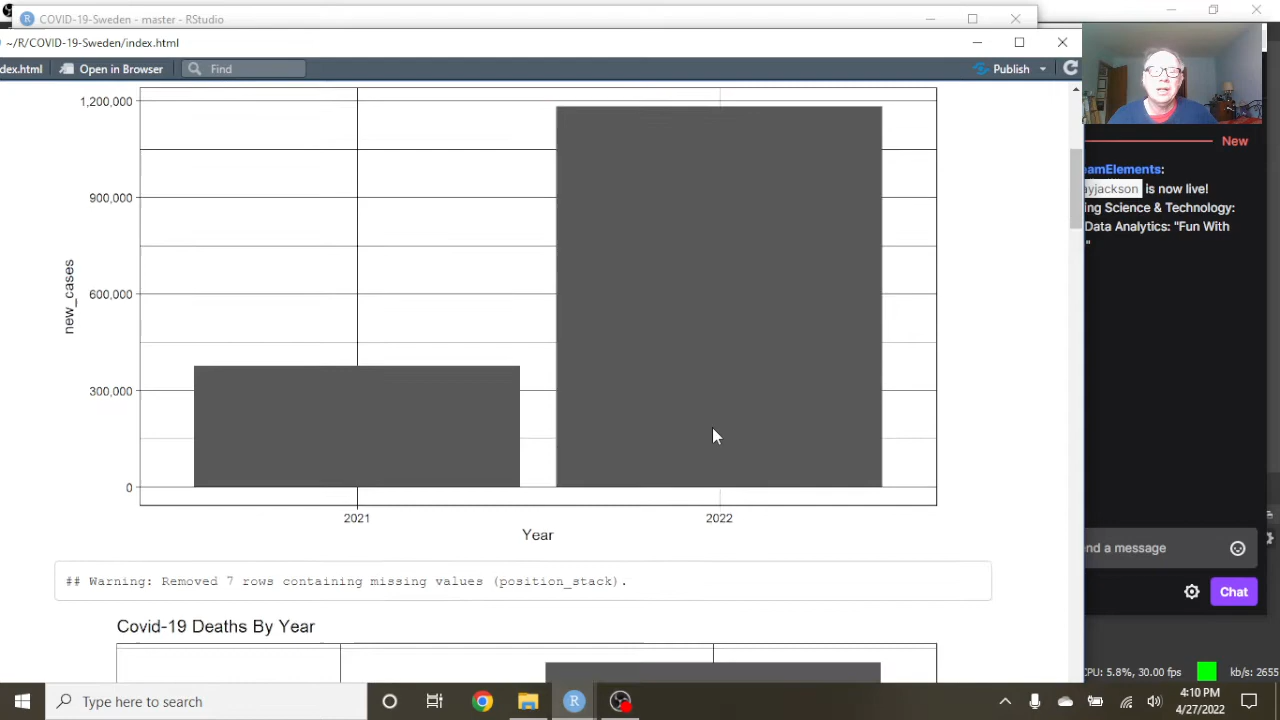 COVID-19-Sweden - master - RStudio
~/R/COVID-19-Sweden/index.html
dex.html
Open in Browser
Find
Publish
1,200,000
900,000
600,000
300,000
0
new_cases
2021
2022
Year
## Warning: Removed 7 rows containing missing values (position_stack).
Covid-19 Deaths By Year
New
amElements:
yjackson is now live!
ing Science & Technology:
Data Analytics: "Fun With
"
nd a message
Chat
CPU: 5.8%, 30.00 fps
kb/s: 2655
Type here to search
4:10 PM
4/27/2022